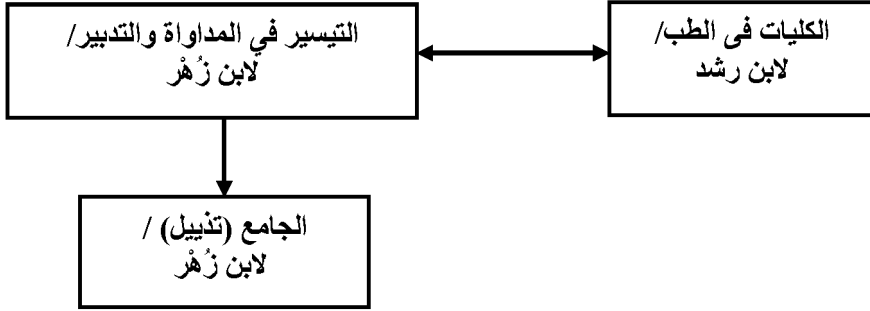 الكليات فى الطب/
لابن رشد
التيسير في المداواة والتدبير/
لابن زُهْر
الجامع (تذييل) /
لابن زُهْر